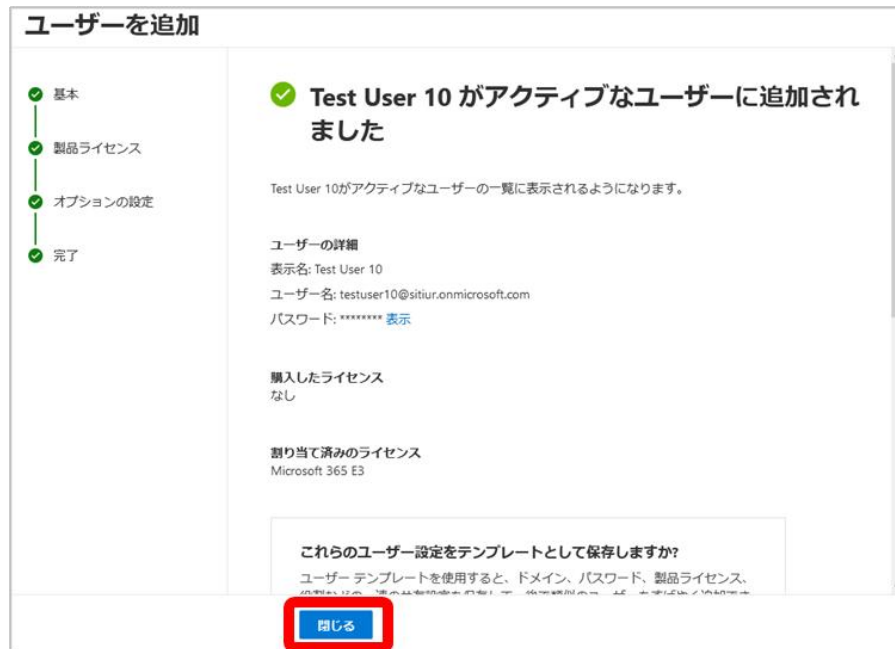 ユーザーを追加
基本
製品ライセンス
オプションの設定
完了
Test User 10 がアクティブなユーザーに追加され
ました
Test User 10がアクティブなユーザーの一覧に表示されるようになります。
ユーザーの詳細
表示名: Test User 10
ユーザー名: testuser10@sitiur.onmicrosoft.com
パスワード: ******** 表示
購入したライセンス
なし
割り当て済みのライセンス
Microsoft 365 E3
これらのユーザー設定をテンプレートとして保存しますか?
ユーザー テンプレートを使用すると、ドメイン、パスワード、製品ライセンス、
閉じる